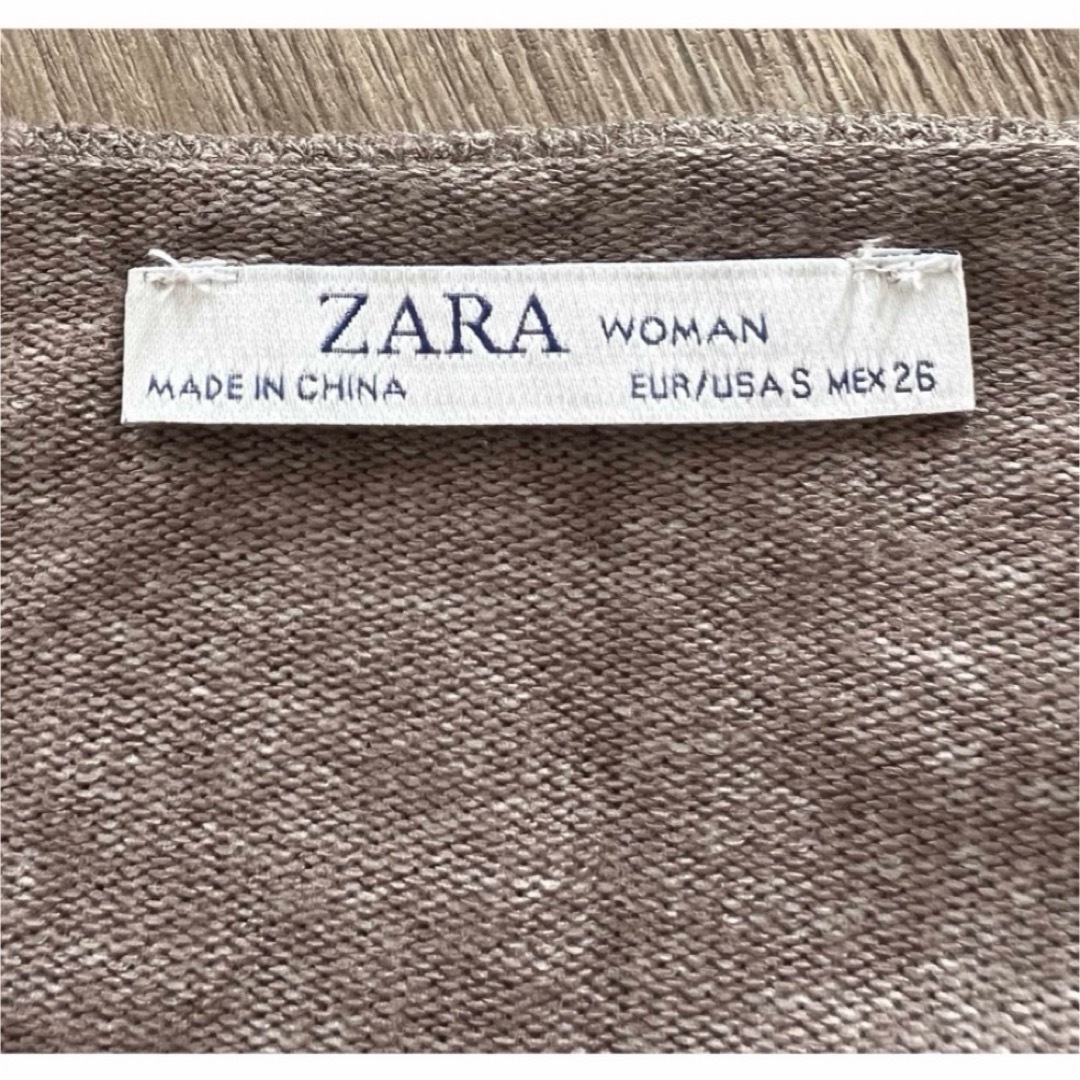 ZARA WOMAN
MADE IN CHINA EUR/USA S MEX 26